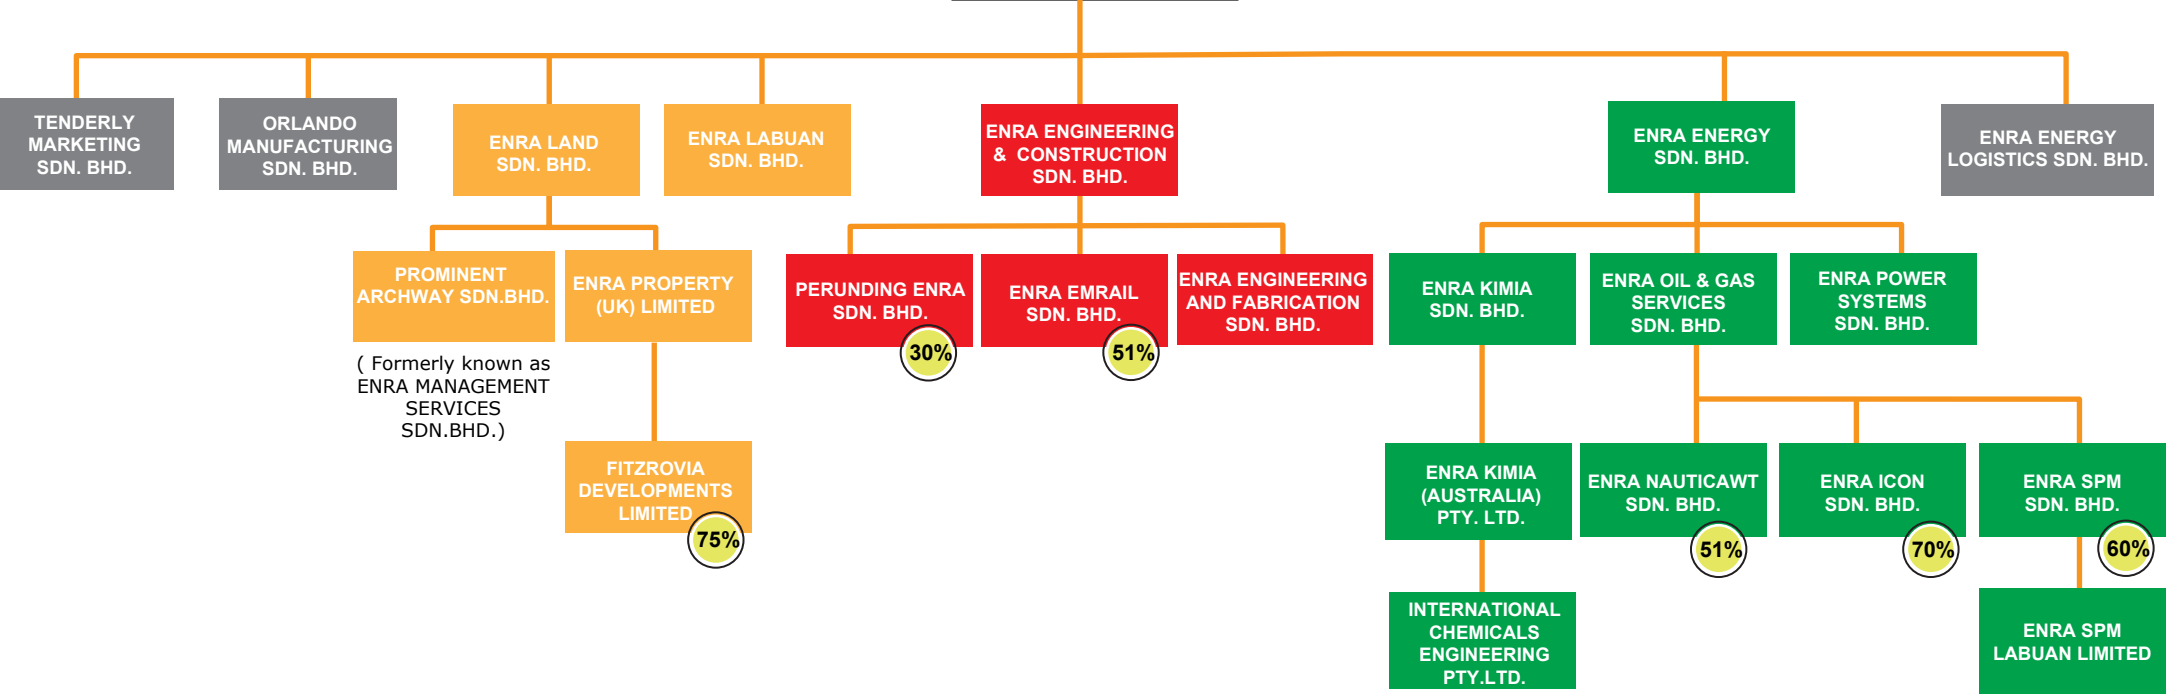 TENDERLY
MARKETING
SDN. BHD.
ORLANDO
MANUFACTURING
SDN. BHD.
ENRA LAND
SDN. BHD.
ENRA LABUAN
SDN. BHD.
ENRA ENGINEERING
& CONSTRUCTION
SDN. BHD.
ENRA ENERGY
SDN. BHD.
ENRA ENERGY
LOGISTICS SDN. BHD.
PROMINENT
ARCHWAY SDN.BHD.
( Formerly known as
ENRA MANAGEMENT
SERVICES
SDN.BHD.)
ENRA PROPERTY
(UK) LIMITED
PERUNDING ENRA
SDN. BHD.
30%
ENRA EMRAIL
SDN. BHD.
51%
ENRA ENGINEERING
AND FABRICATION
SDN. BHD.
ENRA KIMIA
SDN. BHD.
ENRA OIL & GAS
SERVICES
SDN. BHD.
ENRA POWER
SYSTEMS
SDN. BHD.
FITZROVIA
DEVELOPMENTS
LIMITED
75%
ENRA KIMIA
(AUSTRALIA)
PTY. LTD.
ENRA NAUTICAWT
SDN. BHD.
51%
ENRA ICON
SDN. BHD.
70%
ENRA SPM
SDN. BHD.
60%
INTERNATIONAL
CHEMICALS
ENGINEERING
PTY.LTD.
ENRA SPM
LABUAN LIMITED